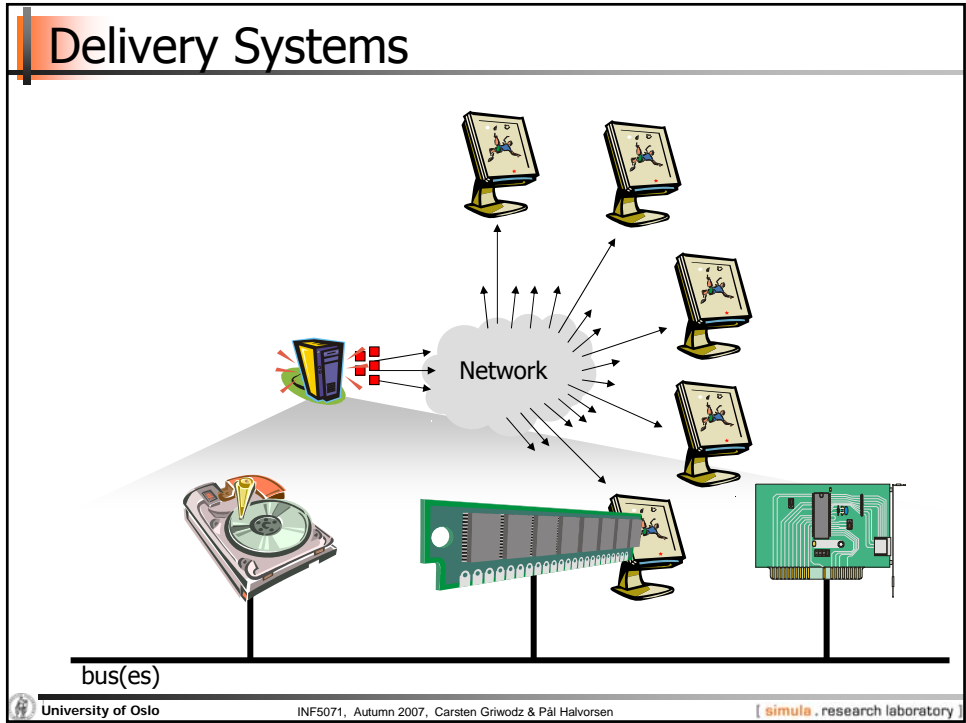 Delivery Systems
Network
bus(es)
University of Oslo
INF5071, Autumn 2007, Carsten Griwodz & Pål Halvorsen
[ simula . research laboratory ]